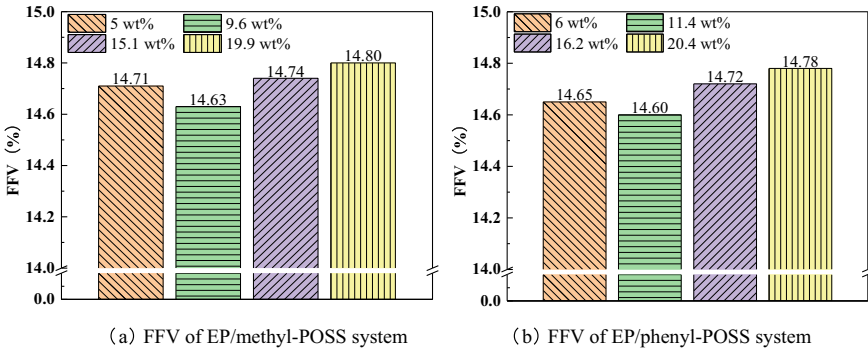 15.0
14.8
14.6
14.4
14.2
14.0
0.0
FFV (%)
5 wt%
9.6 wt%
15.1 wt%
19.9 wt%
14.71
14.63
14.74
14.80
(a) FFV of EP/methyl-POSS system
15.0
14.8
14.6
14.4
14.2
14.0
0.0
FFV (%)
6 wt%
11.4 wt%
16.2 wt%
20.4 wt%
14.65
14.60
14.72
14.78
(b) FFV of EP/phenyl-POSS system